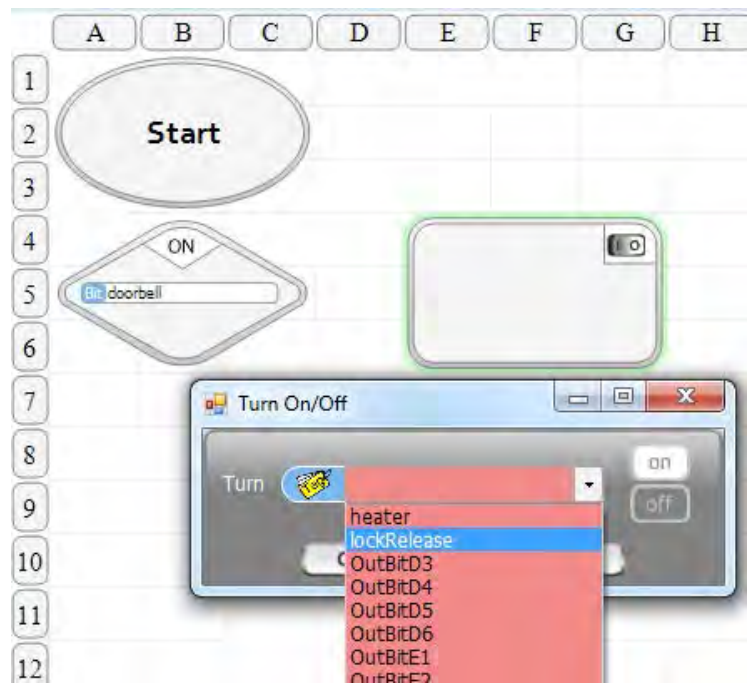 A B C D E F G H
1
2
Start
3
4
ON
5
Bit doorbell
6
7
Turn On/Off
8
on
Turn
9
off
heater
lockRelease
10
OutBitD3
OutBitD4
11
OutBitD5
OutBitD6
12
OutBitE1
OutBitE2